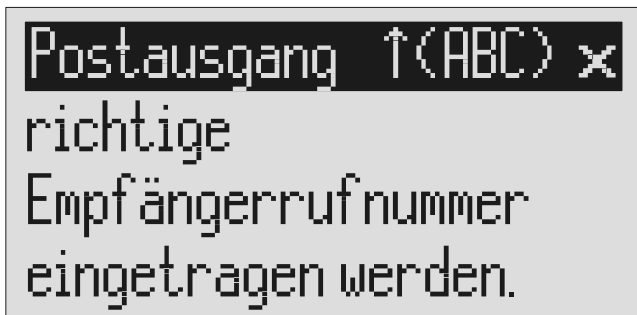 Postausgang ↑(ABC) ×
richtige
Empfängerrufnummer
eingetragen werden.